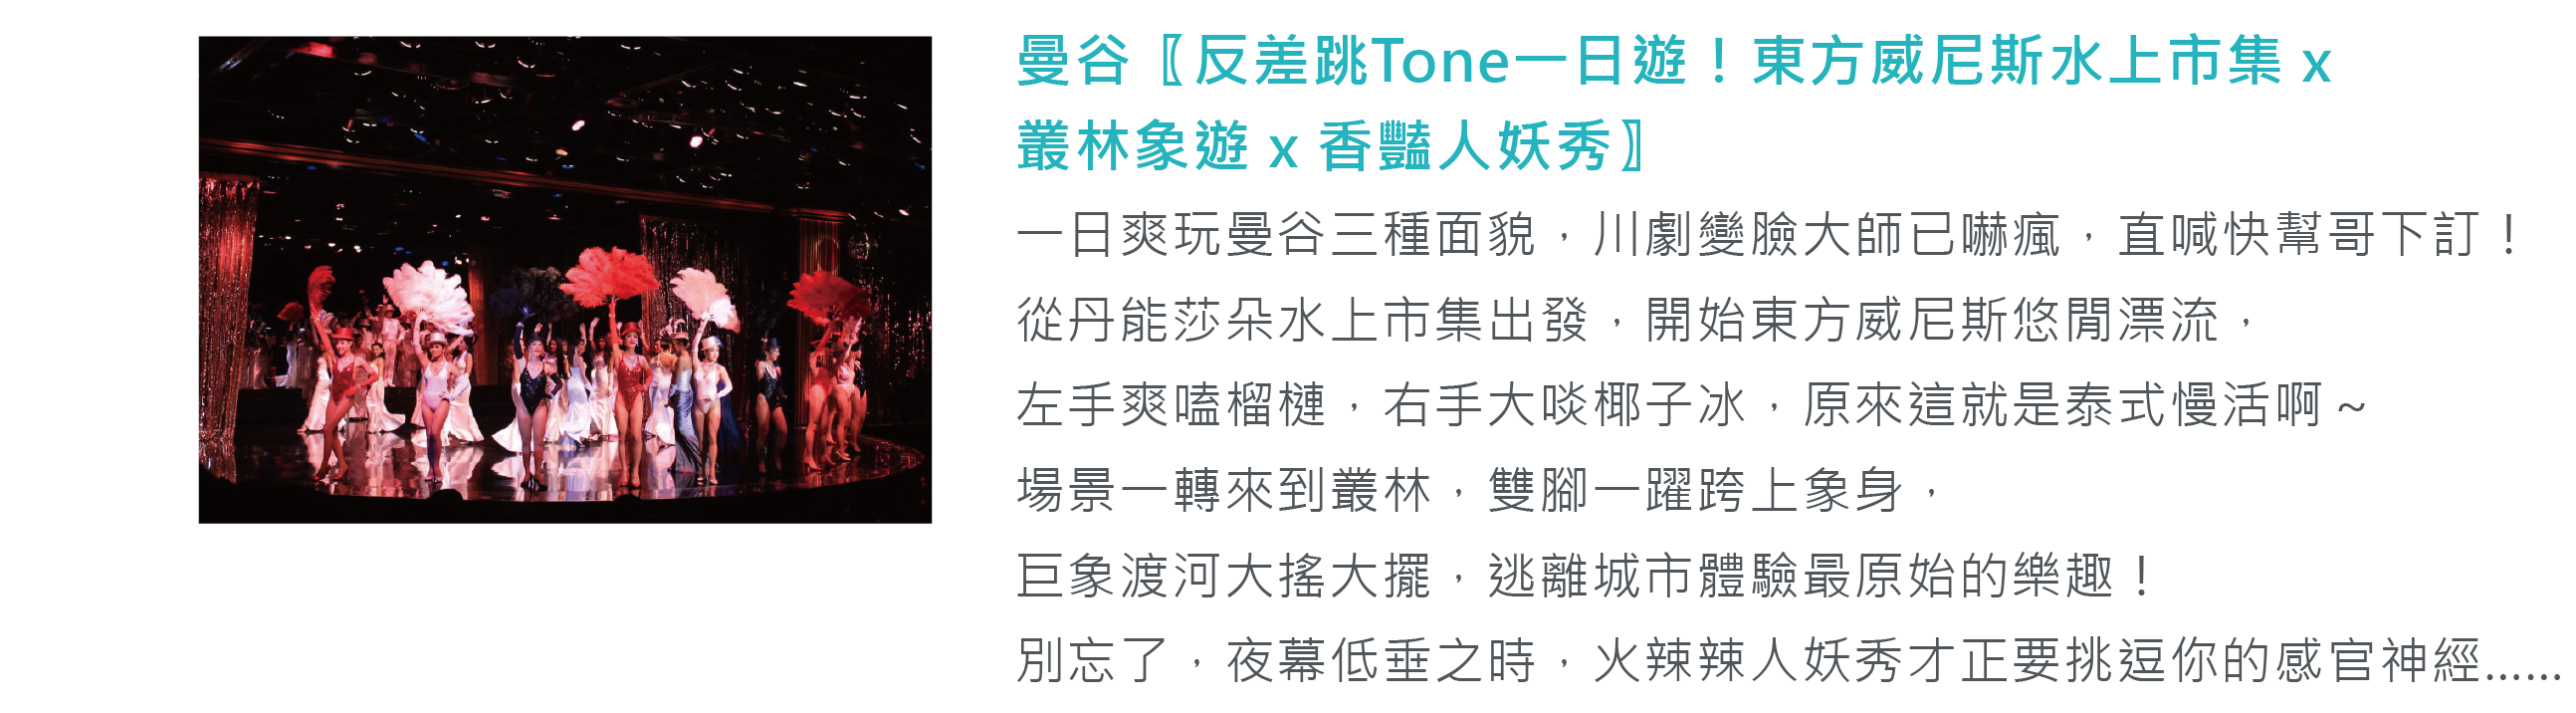 曼谷〖反差跳Tone一日遊！東方威尼斯水上市集 x
叢林象遊 x 香豔人妖秀〗
一日爽玩曼谷三種面貌，川劇變臉大師已嚇瘋，直喊快幫哥下訂！
從丹能莎朵水上市集出發，開始東方威尼斯悠閒漂流，
左手爽嗑榴槤，右手大啖椰子冰，原來這就是泰式慢活啊～
場景一轉來到叢林，雙腳一躍跨上象身，
巨象渡河大搖大擺，逃離城市體驗最原始的樂趣！
別忘了，夜幕低垂之時，火辣辣人妖秀才正要挑逗你的感官神經……